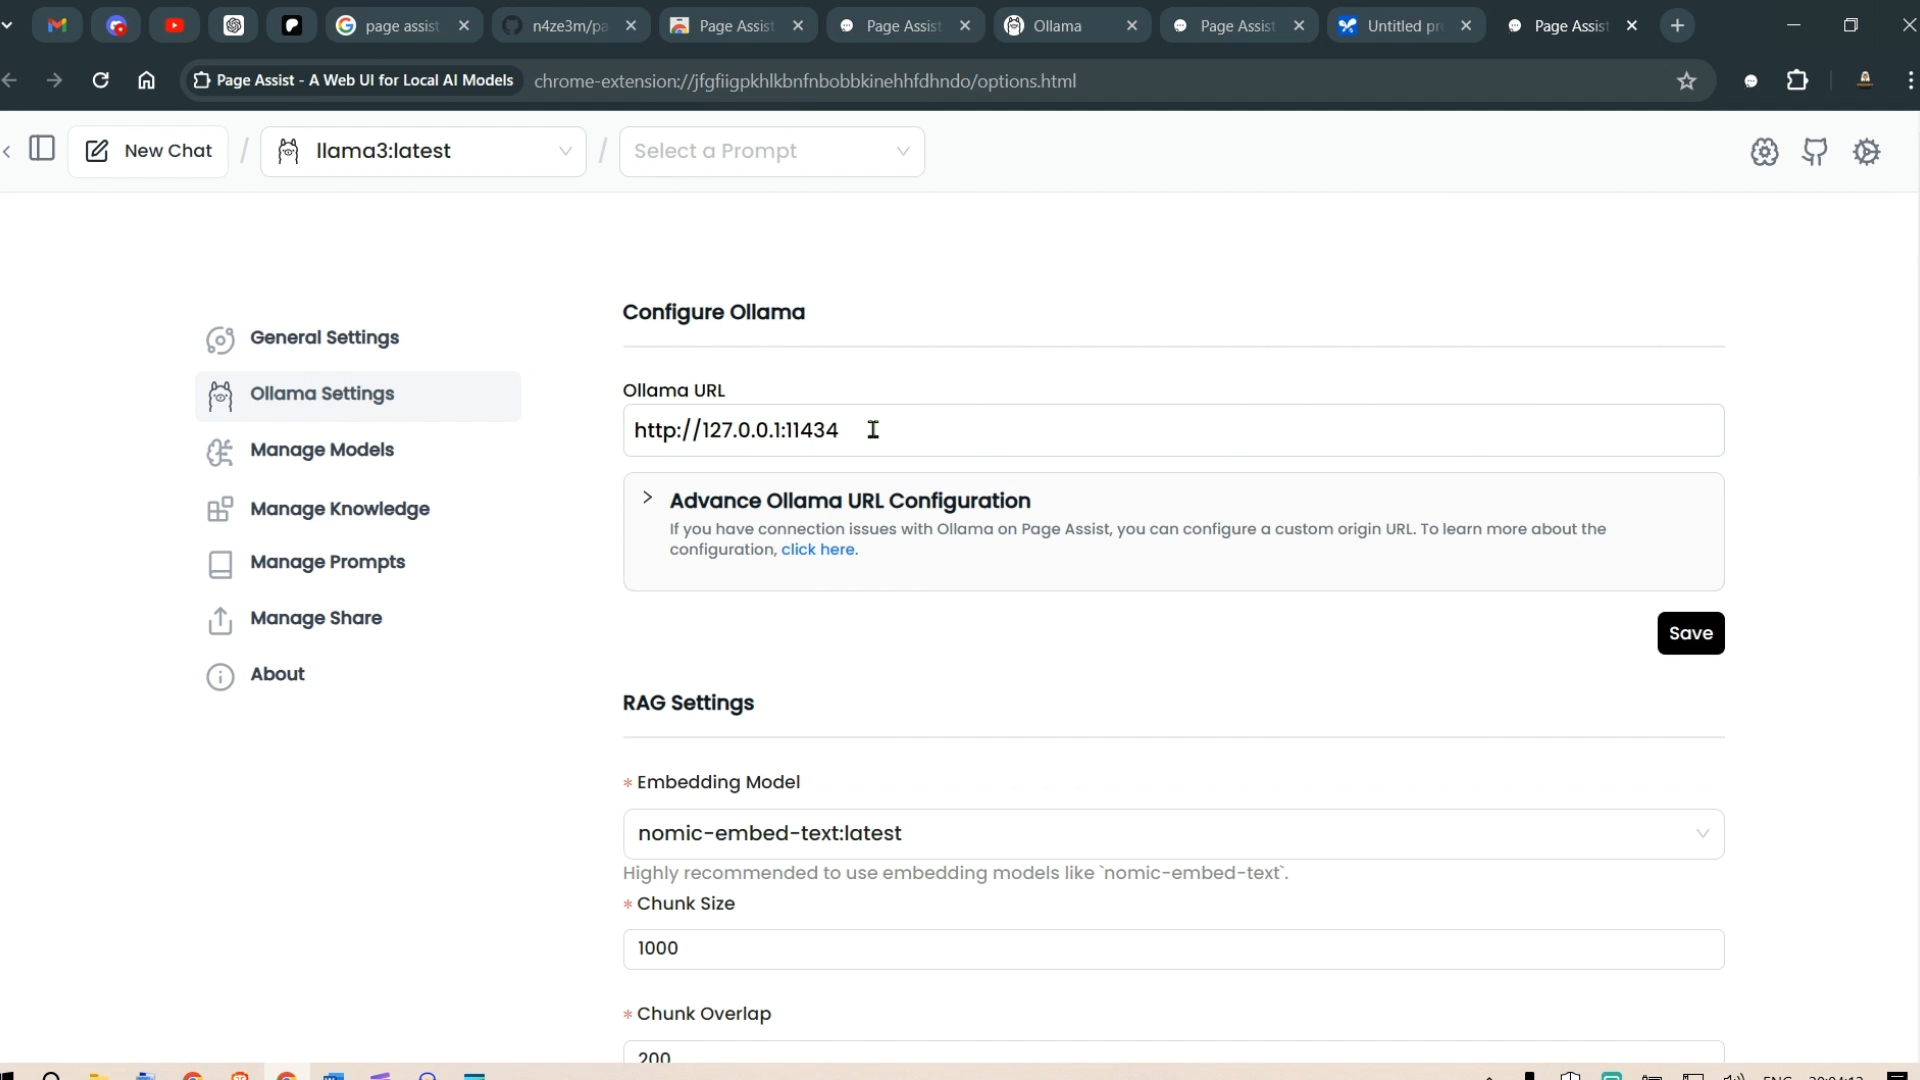 page assist
n4ze3m/pa
Page Assist
Page Assist
Ollama
Page Assist
Untitled pr
Page Assist
Page Assist - A Web UI for Local AI Models
chrome-extension://jfgfiigpkhlkbnfnbobbkinehhfdhndo/options.html
New Chat / llama3:latest / Select a Prompt
Configure Ollama
General Settings
Ollama Settings
Manage Models
Manage Knowledge
Manage Prompts
Manage Share
About
Ollama URL
http://127.0.0.1:11434
Advance Ollama URL Configuration
If you have connection issues with Ollama on Page Assist, you can configure a custom origin URL. To learn more about the
configuration, click here.
Save
RAG Settings
* Embedding Model
nomic-embed-text:latest
Highly recommended to use embedding models like `nomic-embed-text`.
* Chunk Size
1000
* Chunk Overlap
200
ENG